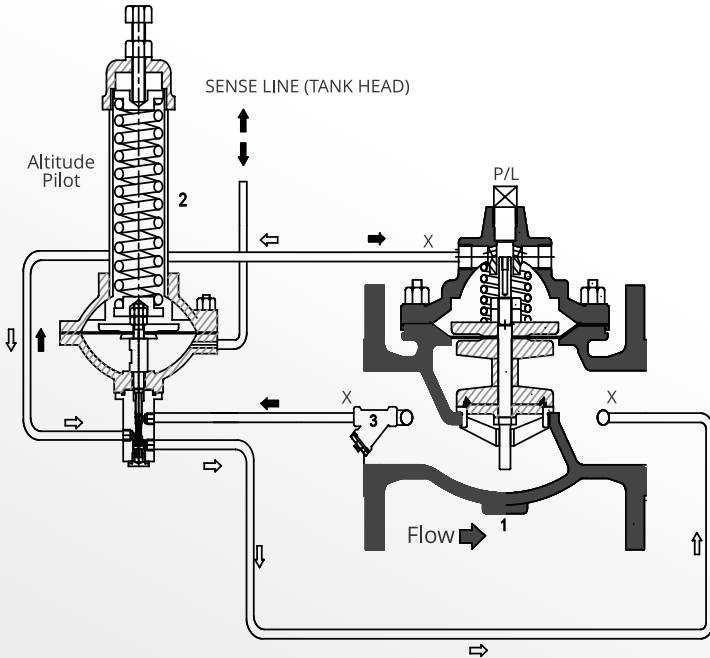 SENSE LINE (TANK HEAD)
Altitude
Pilot
2
P/L
X
X
3
X
1
Flow